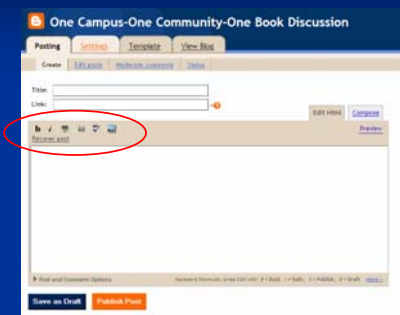 One Campus-One Community-One Book Discussion
Posting Settings Template View Blog
Create Edit posts Moderate comments Status
Title:
Link:
Edit Html Compose
b i Preview
Recover post
Post and Comment Options
Save as Draft Publish Post